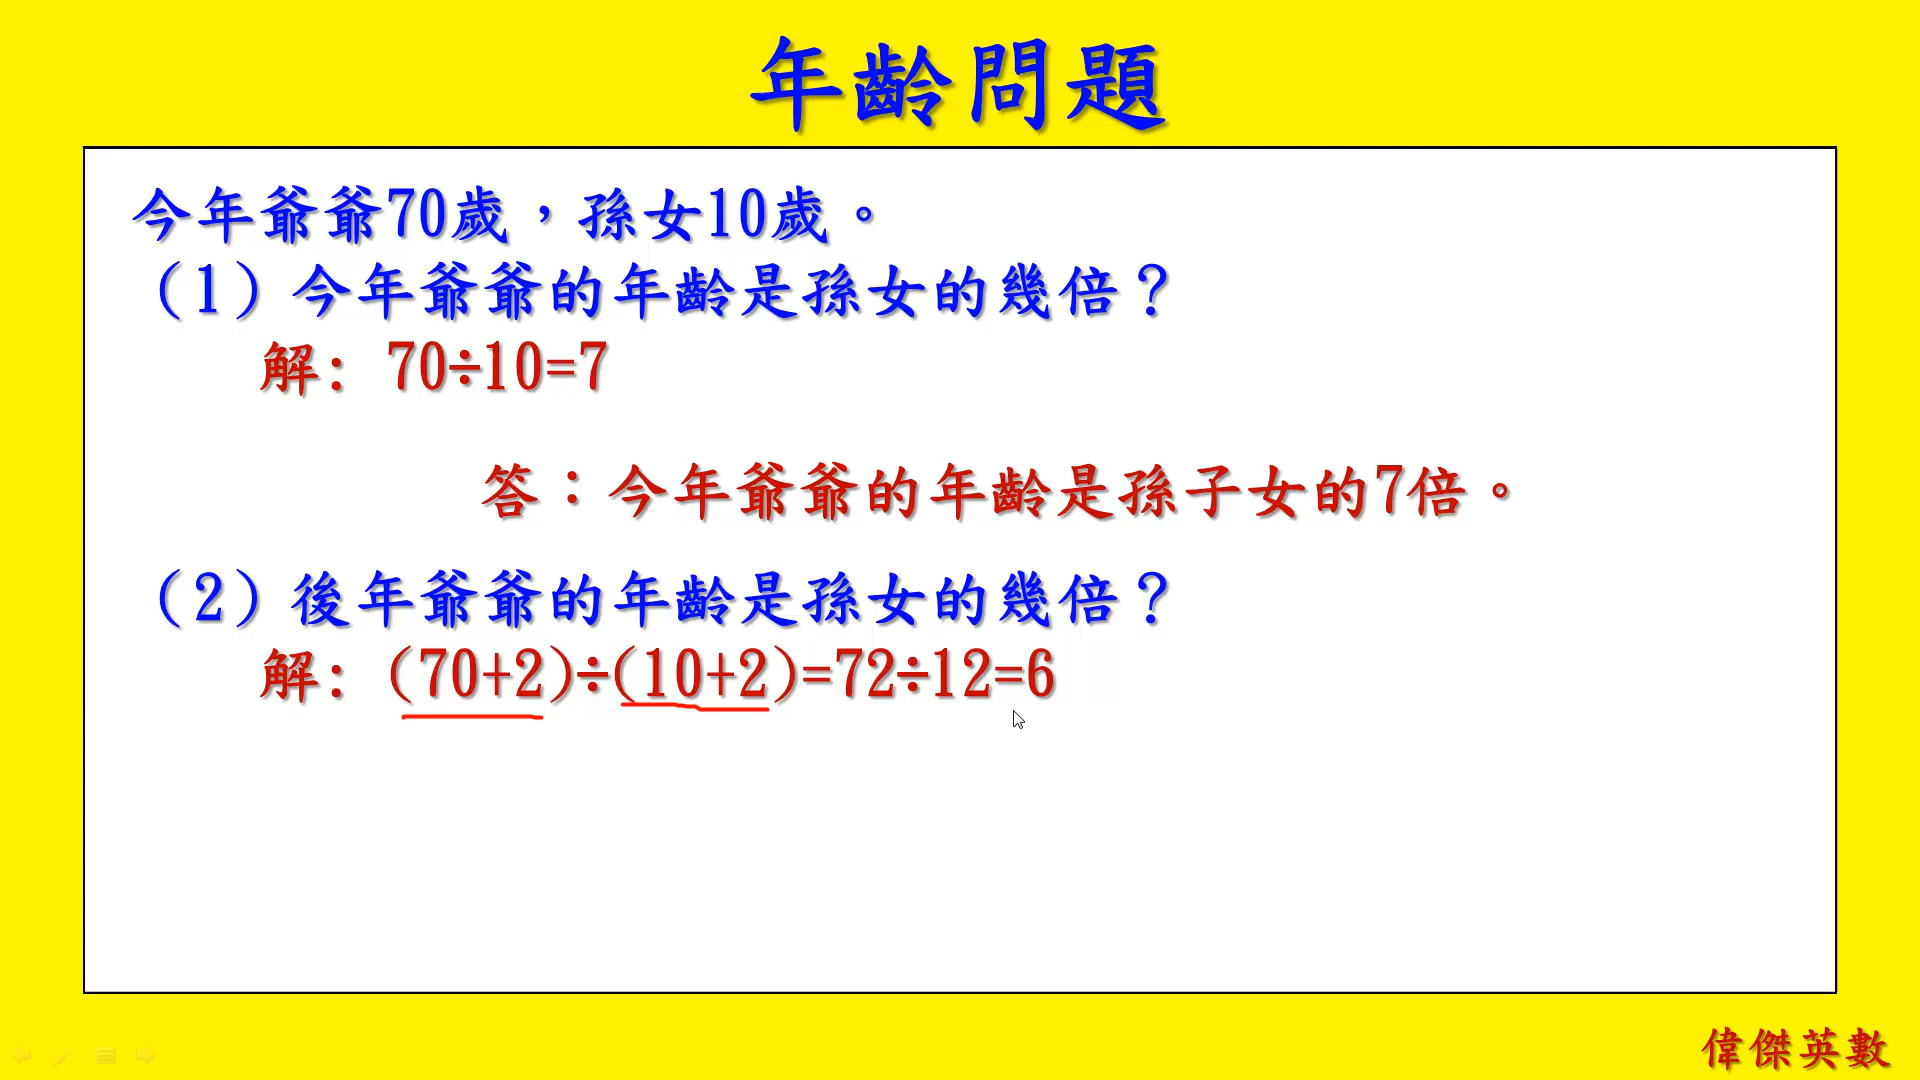 年齡問題
今年爺爺70歲，孫女10歲。
（1）今年爺爺的年齡是孫女的幾倍？
解: 70÷10=7
答：今年爺爺的年齡是孫子女的7倍。
（2）後年爺爺的年齡是孫女的幾倍？
解: (70+2)÷(10+2)=72÷12=6
偉傑英數